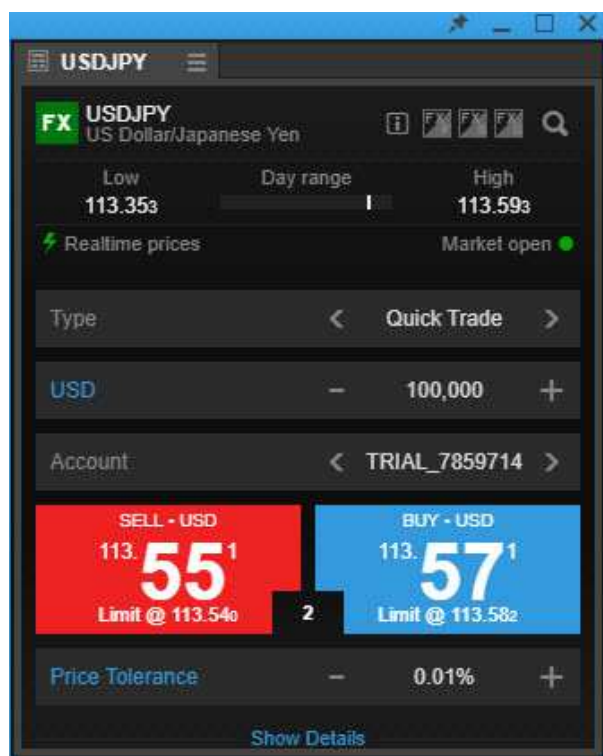 USDJPY
FX USDJPY
US Dollar/Japanese Yen
Low Day range High
113.353 113.593
Realtime prices Market open
Type Quick Trade
USD - 100,000 +
Account TRIAL_7859714
SELL - USD BUY - USD
113.551 113.571
Limit @ 113.540 2 Limit @ 113.582
Price Tolerance - 0.01% +
Show Details